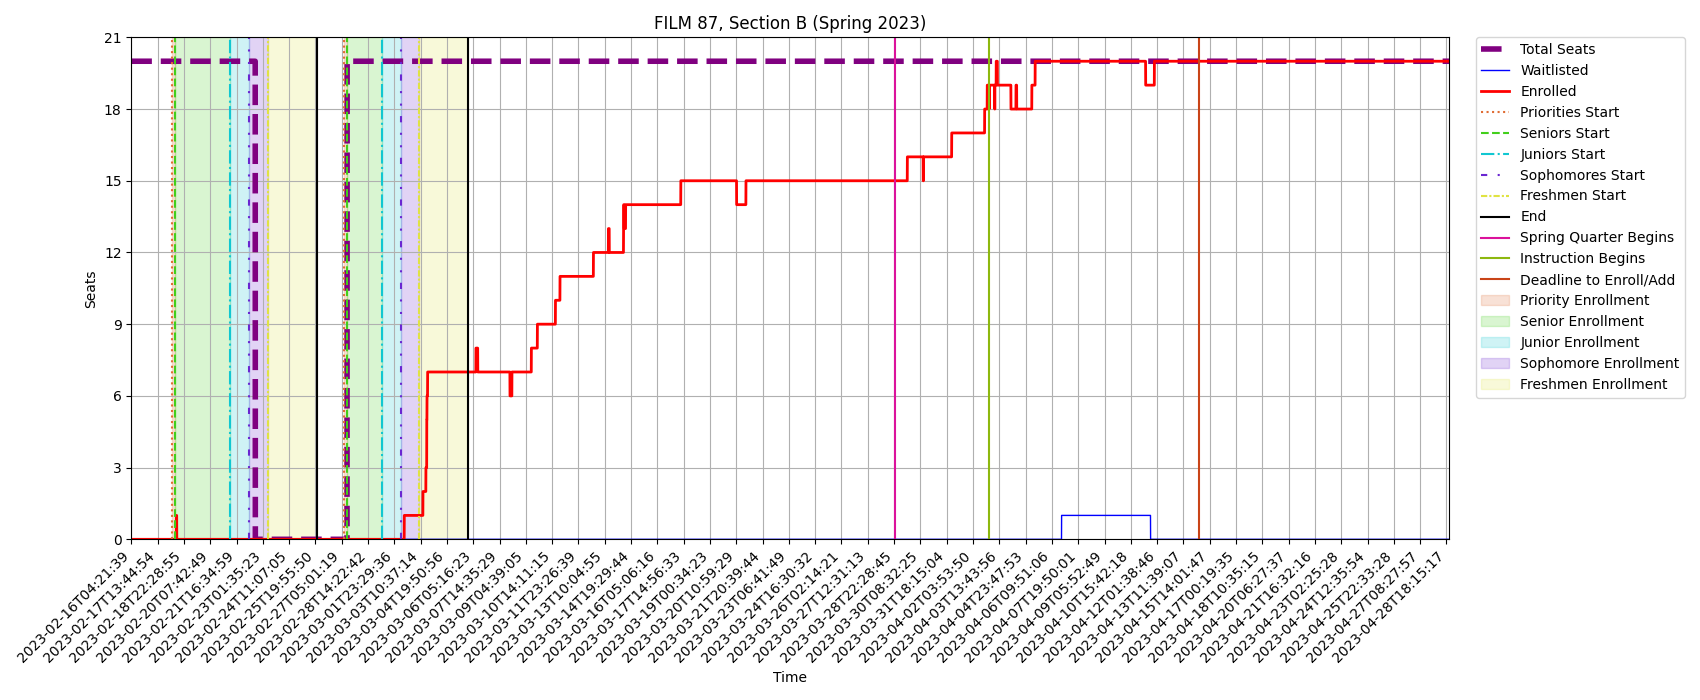 FILM 87, Section B (Spring 2023)
21
18
15
12
9
6
3
0
Seats
2023-02-16T04:21:39
2023-02-17T13:44:54
2023-02-18T22:28:55
2023-02-20T07:42:49
2023-02-21T16:34:59
2023-02-23T01:35:23
2023-02-24T11:07:05
2023-02-25T19:55:50
2023-02-27T05:01:19
2023-02-28T14:22:42
2023-03-01T23:29:36
2023-03-03T10:37:14
2023-03-04T19:50:56
2023-03-06T05:16:23
2023-03-07T14:35:29
2023-03-09T04:39:05
2023-03-10T14:11:15
2023-03-11T23:26:39
2023-03-13T10:04:55
2023-03-14T19:29:44
2023-03-16T05:06:16
2023-03-17T14:56:33
2023-03-19T00:34:23
2023-03-20T10:59:29
2023-03-21T20:39:44
2023-03-23T06:41:49
2023-03-24T16:30:32
2023-03-26T02:14:21
2023-03-27T12:31:13
2023-03-28T22:28:45
2023-03-30T08:32:25
2023-03-31T18:15:04
2023-04-02T03:53:50
2023-04-03T13:43:56
2023-04-04T23:47:53
2023-04-06T09:51:06
2023-04-07T19:50:01
2023-04-09T05:52:49
2023-04-10T15:42:18
2023-04-12T01:38:46
2023-04-13T11:39:07
2023-04-15T14:01:47
2023-04-17T00:19:35
2023-04-18T10:35:15
2023-04-20T06:27:37
2023-04-21T16:32:16
2023-04-23T02:25:28
2023-04-24T12:35:54
2023-04-25T22:33:28
2023-04-27T08:27:57
2023-04-28T18:15:17
Time
Total Seats
Waitlisted
Enrolled
Priorities Start
Seniors Start
Juniors Start
Sophomores Start
Freshmen Start
End
Spring Quarter Begins
Instruction Begins
Deadline to Enroll/Add
Priority Enrollment
Senior Enrollment
Junior Enrollment
Sophomore Enrollment
Freshmen Enrollment